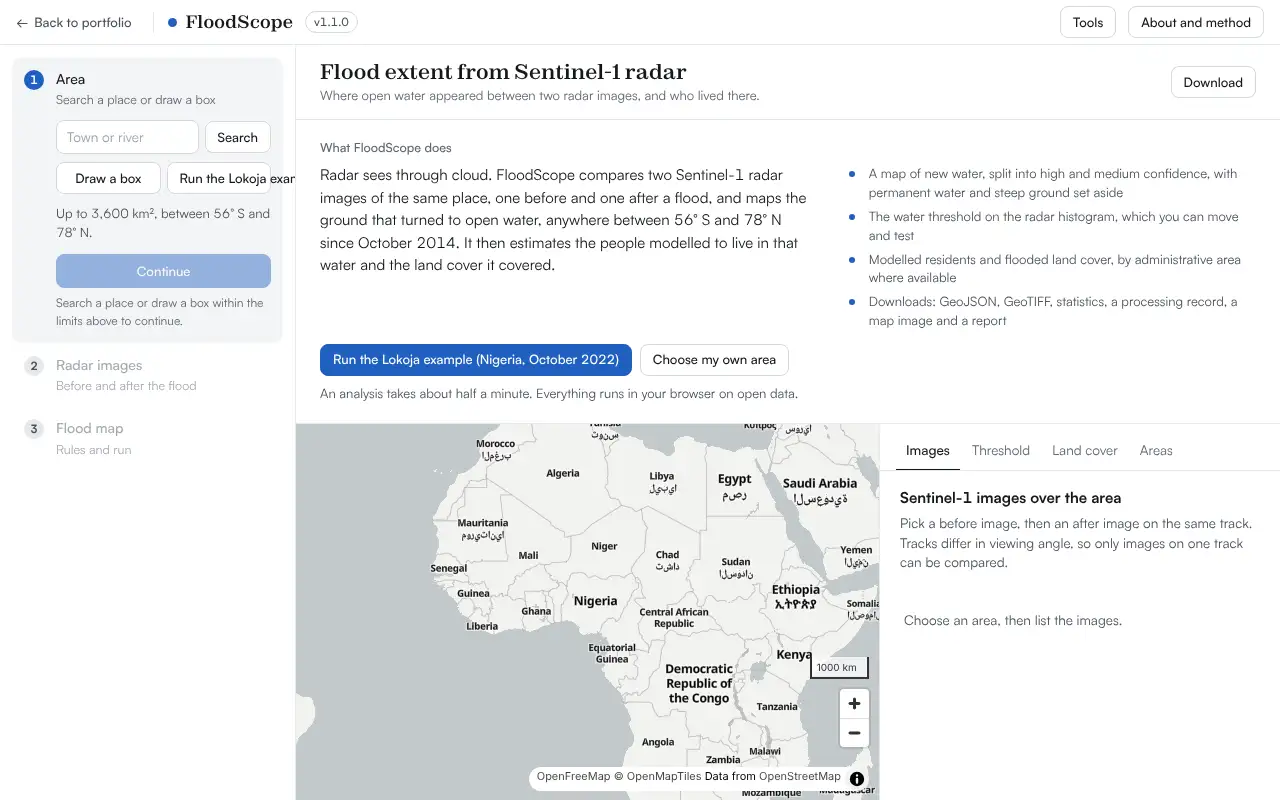 ← Back to portfolio
FloodScope
v1.1.0
Tools
About and method
1
Area
Search a place or draw a box
Town or river
Search
Draw a box
Run the Lokoja exar
Up to 3,600 km², between 56° S and
78° N.
Continue
Search a place or draw a box within the
limits above to continue.
2
Radar images
Before and after the flood
3
Flood map
Rules and run
Flood extent from Sentinel-1 radar
Where open water appeared between two radar images, and who lived there.
Download
What FloodScope does
Radar sees through cloud. FloodScope compares two Sentinel-1 radar
images of the same place, one before and one after a flood, and maps the
ground that turned to open water, anywhere between 56° S and 78° N
since October 2014. It then estimates the people modelled to live in that
water and the land cover it covered.
A map of new water, split into high and medium confidence, with
permanent water and steep ground set aside
The water threshold on the radar histogram, which you can move
and test
Modelled residents and flooded land cover, by administrative area
where available
Downloads: GeoJSON, GeoTIFF, statistics, a processing record, a
map image and a report
Run the Lokoja example (Nigeria, October 2022)
Choose my own area
An analysis takes about half a minute. Everything runs in your browser on open data.
تونس
سوريا
Morocco
المغرب
Algeria
Libya
ليبيا
Egypt
مصر
Saudi Arabia
السعودية
Mauritania
موريتانيا
Mali
Niger
Chad
تشاد
Sudan
السودان
Yemen
اليمن
Senegal
Guinea
Ghana
Liberia
Nigeria
Central African
Republic
Ethiopia
ኢትዮጵያ
Somalia
Equatorial
Guinea
Democratic
Republic of
the Congo
Kenya
Tanzania
Angola
Zambia
Malawi
Mozambique
Madagascar
1000 km
+
−
OpenFreeMap © OpenMapTiles Data from OpenStreetMap
Images
Threshold
Land cover
Areas
Sentinel-1 images over the area
Pick a before image, then an after image on the same track.
Tracks differ in viewing angle, so only images on one track
can be compared.
Choose an area, then list the images.